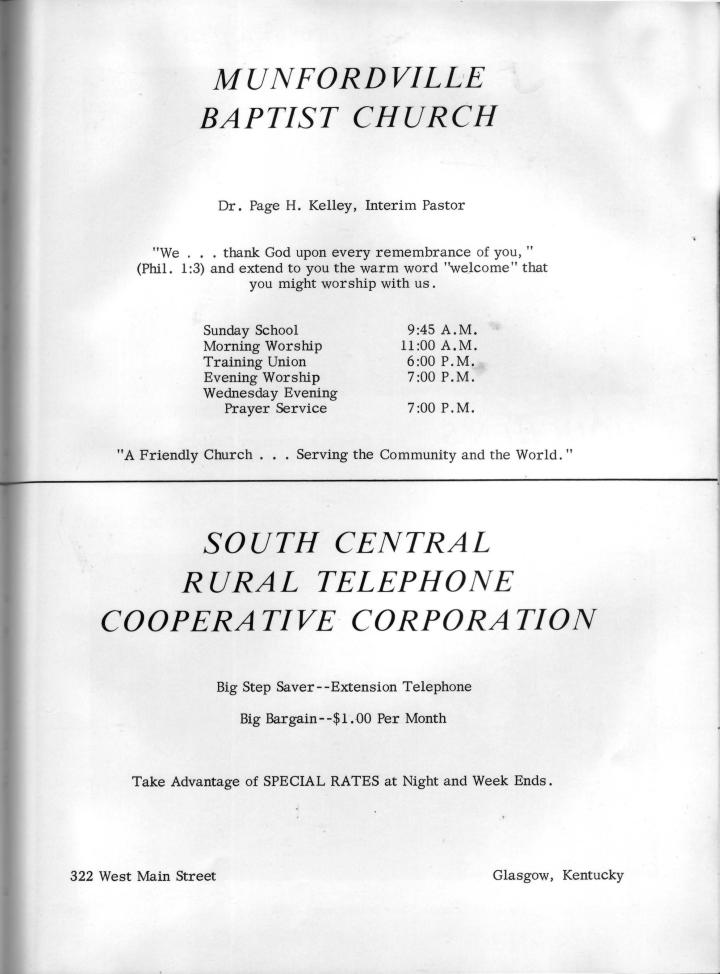 MUNFORDVILLE
BAPTIST CHURCH
Dr. Page H. Kelley, Interim Pastor
"We . . . thank God upon every remembrance of you, "
(Phil. 1:3) and extend to you the warm word "welcome" that
you might worship with us.
Sunday School 9:45 A.M.
Morning Worship 11:00 A.M.
Training Union 6:00 P.M.
Evening Worship 7:00 P.M.
Wednesday Evening
Prayer Service 7:00 P.M.
"A Friendly Church . . . Serving the Community and the World."
SOUTH CENTRAL
RURAL TELEPHONE
COOPERATIVE CORPORATION
Big Step Saver--Extension Telephone
Big Bargain--$1.00 Per Month
Take Advantage of SPECIAL RATES at Night and Week Ends.
322 West Main Street Glasgow, Kentucky